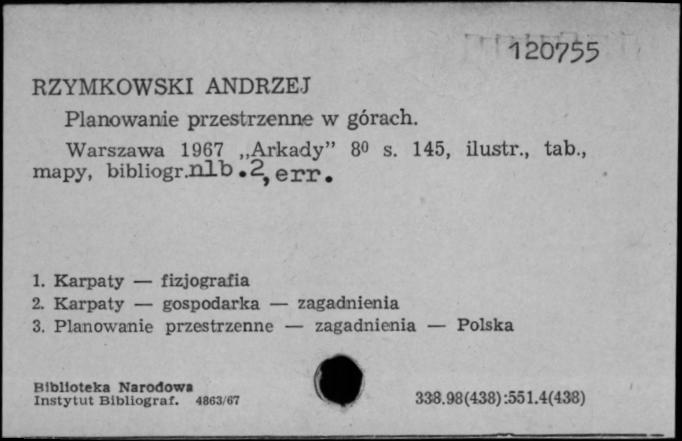 120755
RZYMKOWSKI ANDRZEJ
Planowanie przestrzenne w górach.
Warszawa 1967 „Arkady” 8⁰ s. 145, ilustr., tab.,
mapy, bibliogr.nlb.2, err.
1. Karpaty — fizjografia
2. Karpaty — gospodarka — zagadnienia
3. Planowanie przestrzenne — zagadnienia — Polska
Biblioteka Narodowa
Instytut Bibliograf. 4863/67
338.98(438):551.4(438)